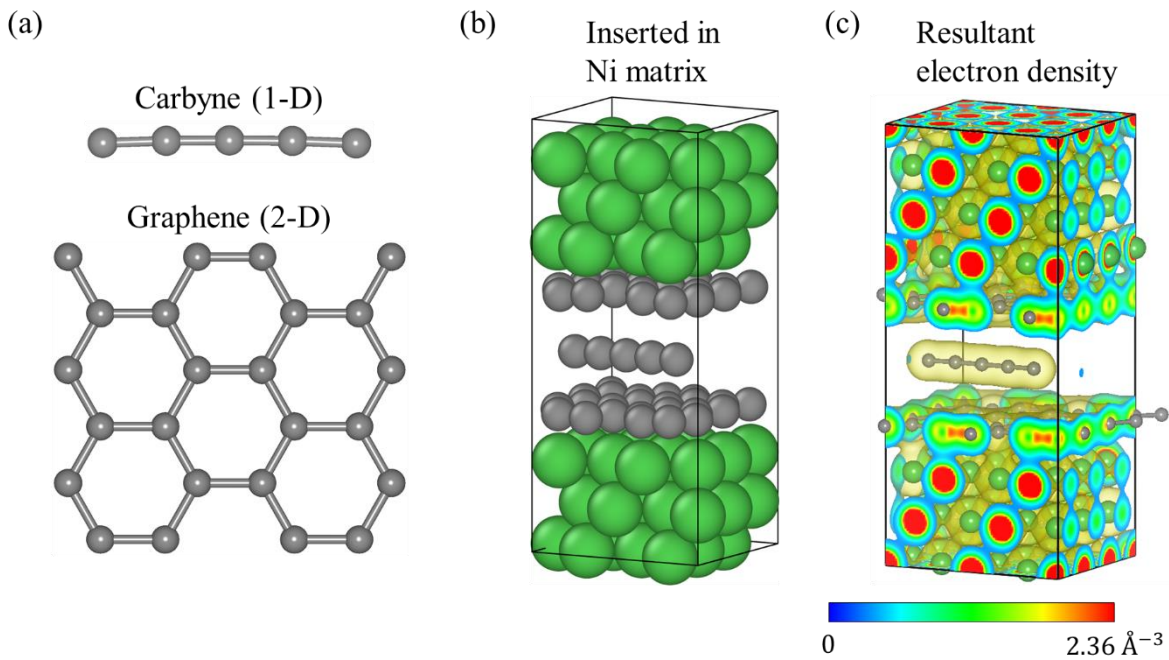 (a)
Carbyne (1-D)
Graphene (2-D)
(b)
Inserted in
Ni matrix
(c)
Resultant
electron density
0
2.36 Å⁻³